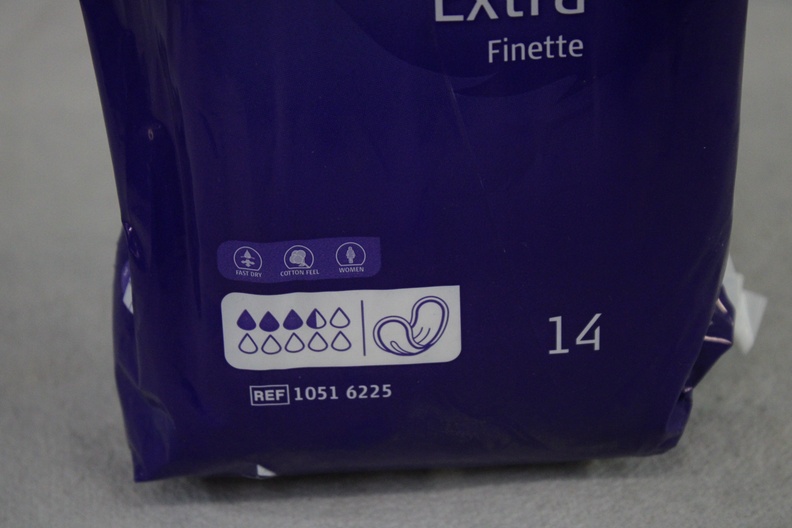 Extra
Finette
FAST DRY COTTON FEEL WOMEN
14
REF 1051 6225